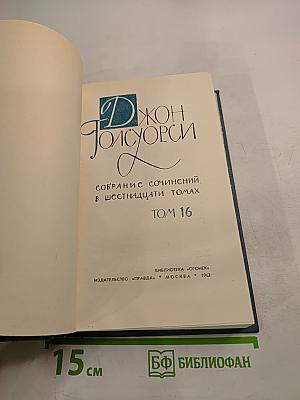 Джон
Голсуорси
СОБРАНИЕ СОЧИНЕНИЙ
В ШЕСТНАДЦАТИ ТОМАХ
ТОМ 16
БИБЛИОТЕКА «ОГОНЕК»
ИЗДАТЕЛЬСТВО «ПРАВДА» • МОСКВА • 1962
15 см
БФ БИБЛИОФАН